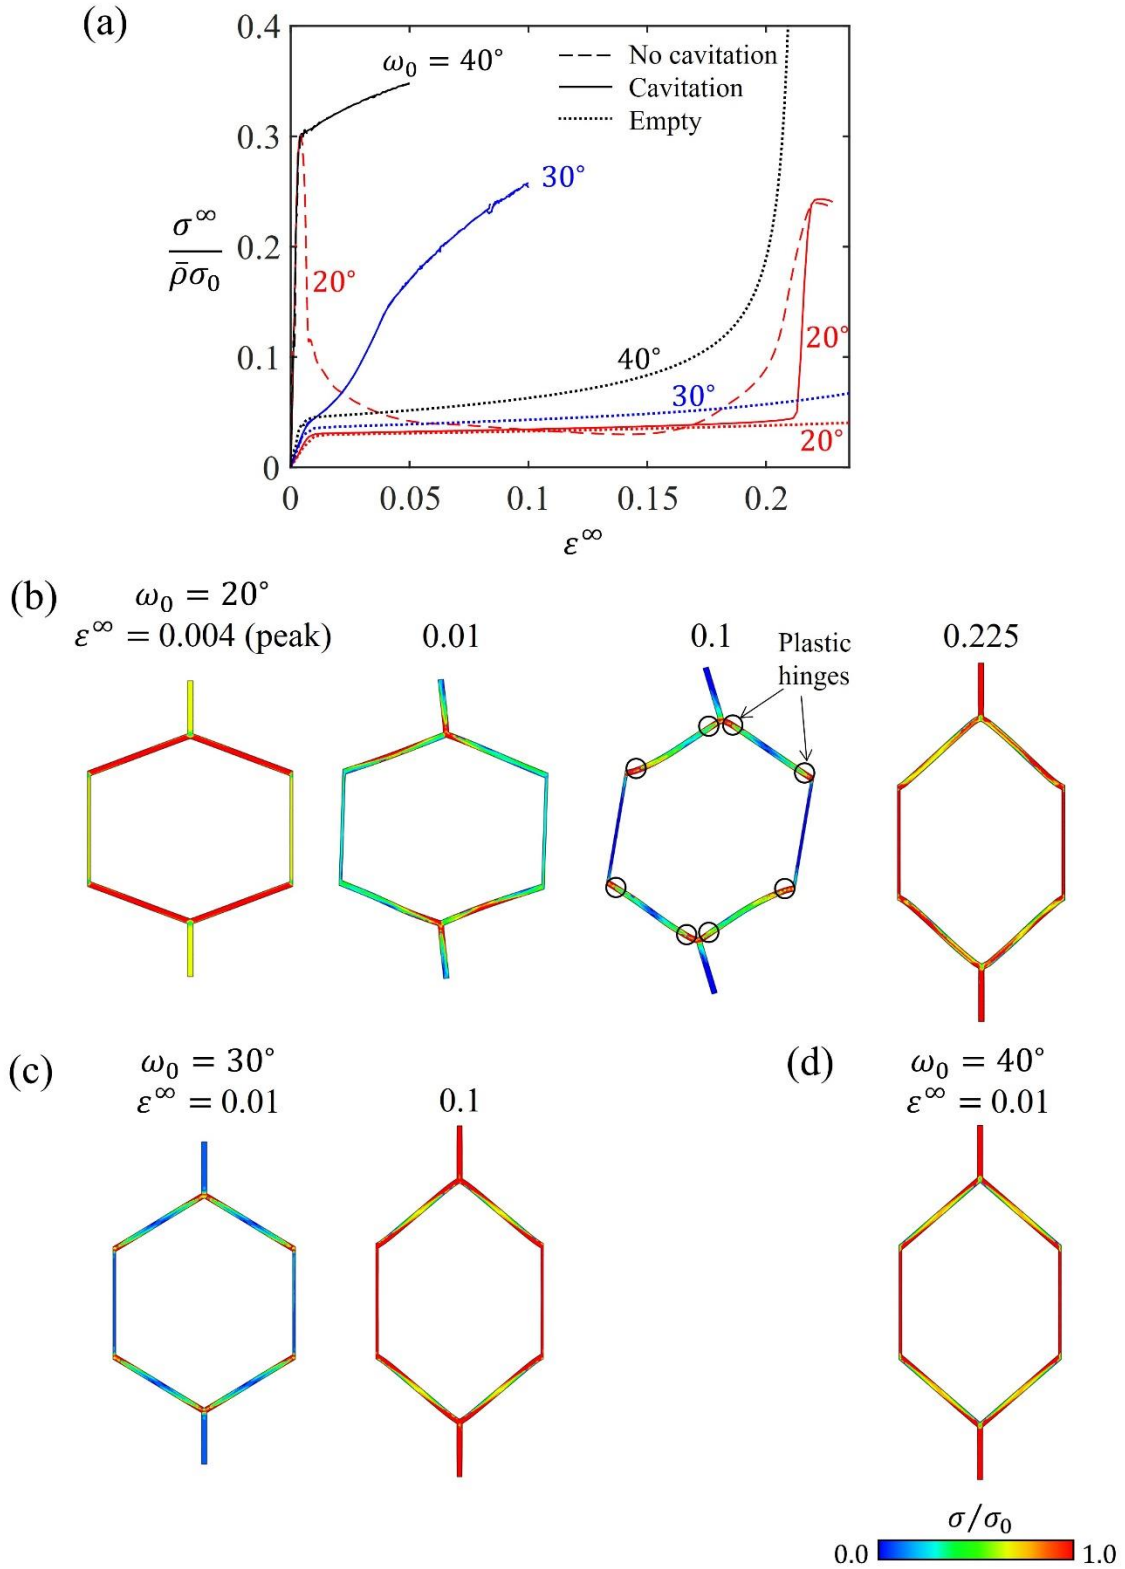 (a)
0.4
0.3
0.2
0.1
0
σ^∞ / ρ̄σ₀
ω₀ = 40°
No cavitation
Cavitation
Empty
30°
20°
40°
30°
20°
20°
0
0.05
0.1
0.15
0.2
ε^∞
(b)
ω₀ = 20°
ε^∞ = 0.004 (peak)
0.01
0.1
Plastic
hinges
0.225
(c)
ω₀ = 30°
ε^∞ = 0.01
0.1
(d)
ω₀ = 40°
ε^∞ = 0.01
σ/σ₀
0.0
1.0